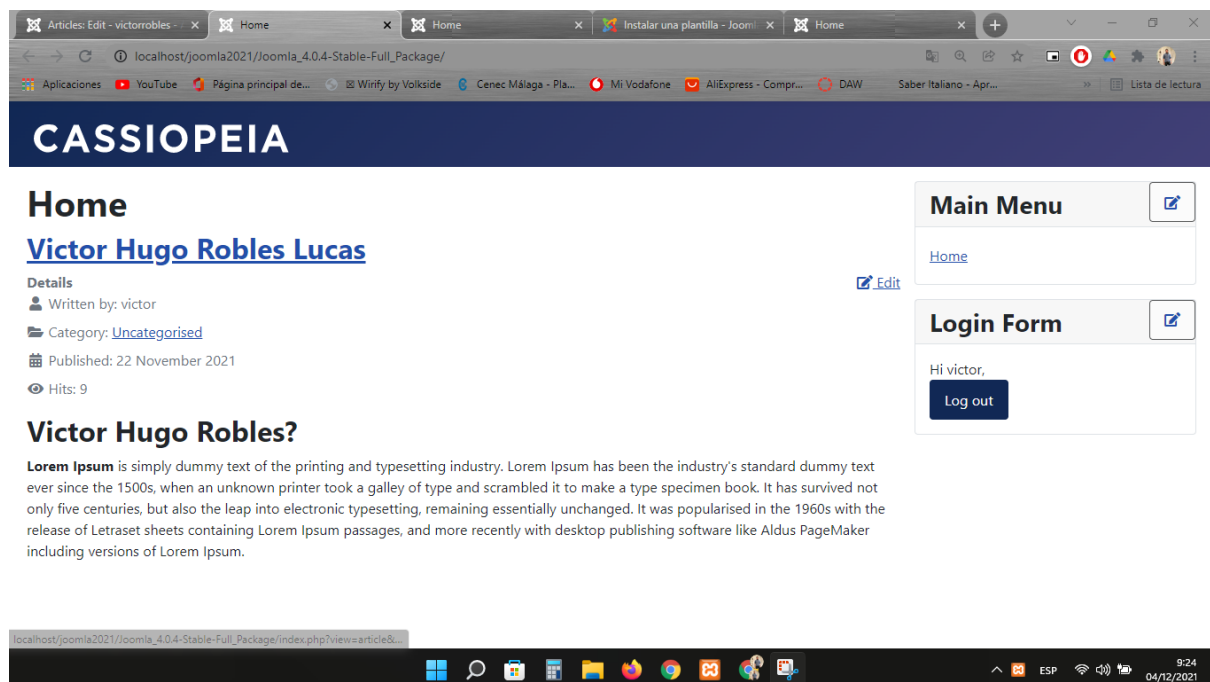 Articles: Edit - victorrobles -
Home
Home
Instalar una plantilla - Jooml
Home
localhost/joomla2021/Joomla_4.0.4-Stable-Full_Package/
Aplicaciones
YouTube
Página principal de...
Wirify by Volkside
Cenec Málaga - Pla...
Mi Vodafone
AliExpress - Compr...
DAW
Saber Italiano - Apr...
»
Lista de lectura
CASSIOPEIA
Home
Victor Hugo Robles Lucas
Details
Edit
Written by: victor
Category: Uncategorised
Published: 22 November 2021
Hits: 9
Victor Hugo Robles?
Lorem Ipsum is simply dummy text of the printing and typesetting industry. Lorem Ipsum has been the industry's standard dummy text
ever since the 1500s, when an unknown printer took a galley of type and scrambled it to make a type specimen book. It has survived not
only five centuries, but also the leap into electronic typesetting, remaining essentially unchanged. It was popularised in the 1960s with the
release of Letraset sheets containing Lorem Ipsum passages, and more recently with desktop publishing software like Aldus PageMaker
including versions of Lorem Ipsum.
Main Menu
Home
Login Form
Hi victor,
Log out
localhost/joomla2021/Joomla_4.0.4-Stable-Full_Package/index.php?view=article&...
ESP
9:24
04/12/2021